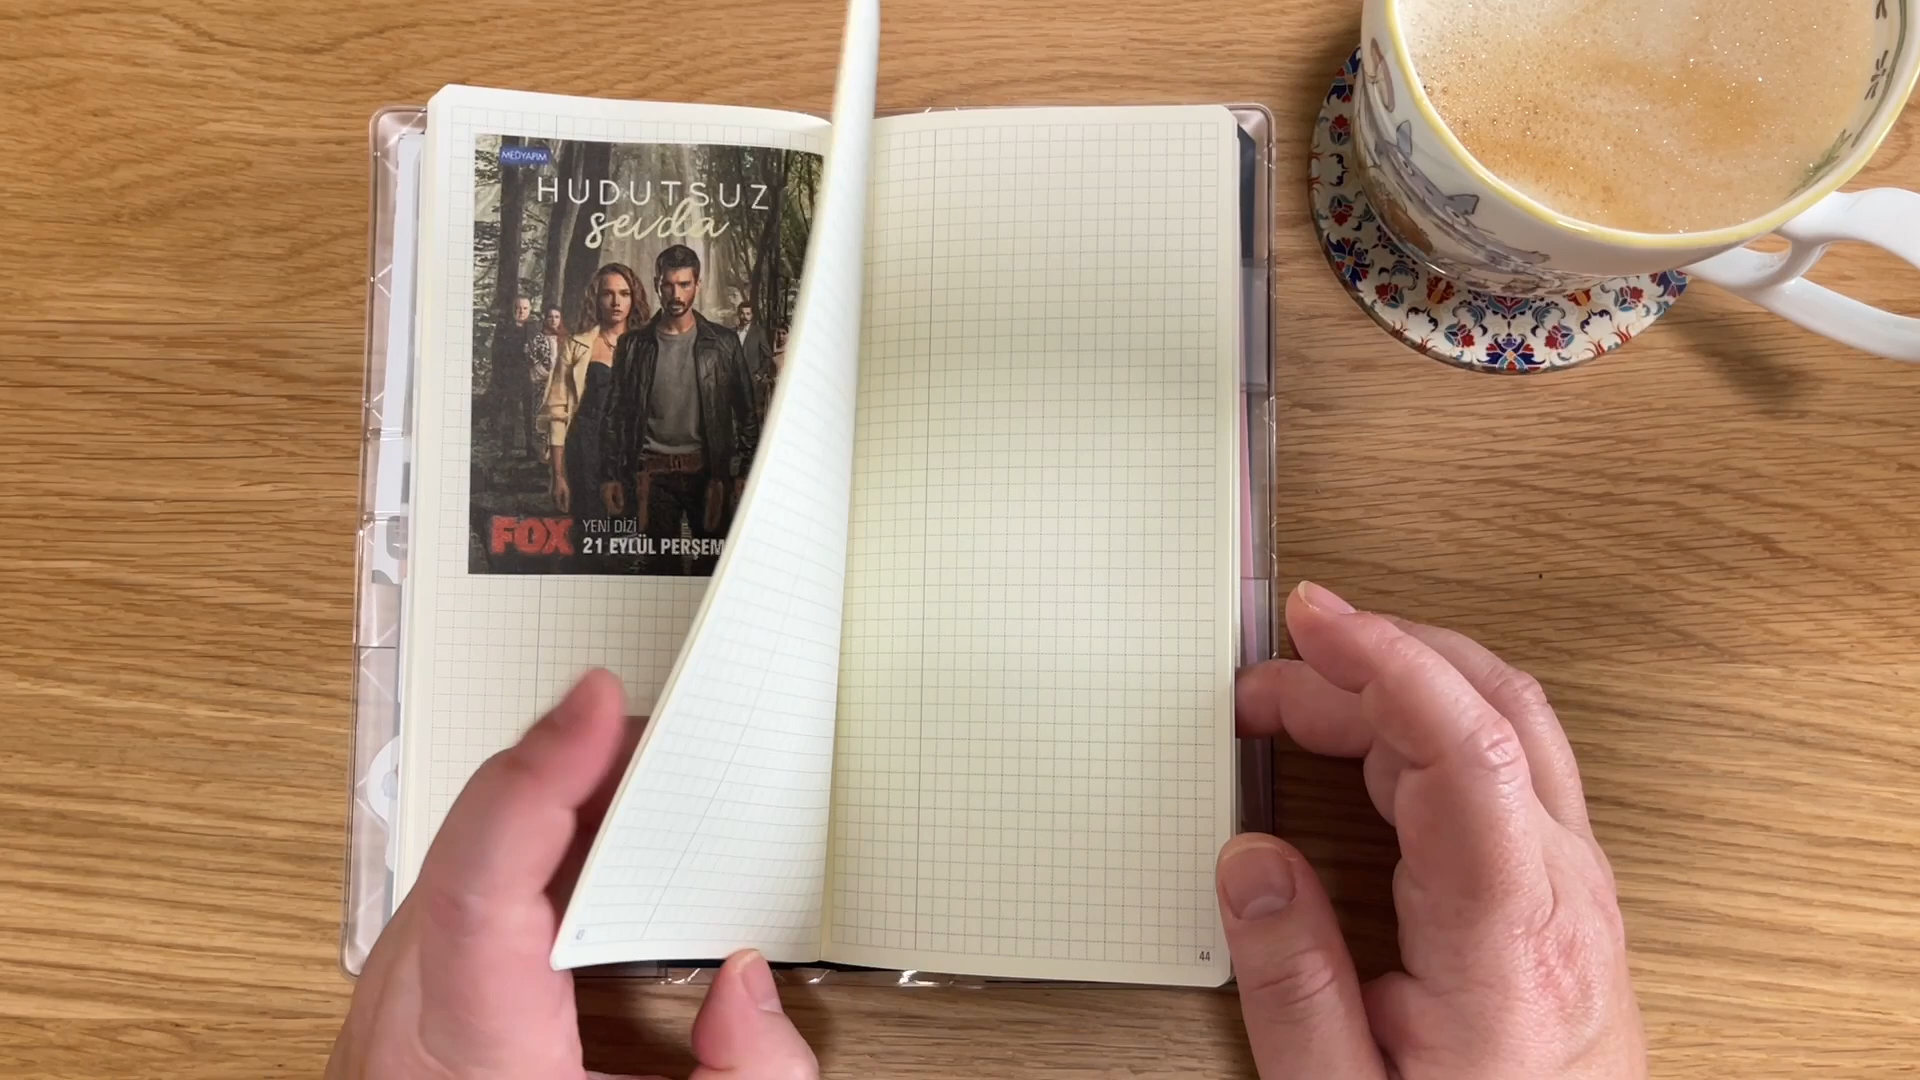 MEDYAPIM
HUDUTSUZ
sevda
FOX
YENİ DİZİ
21 EYLÜL PERŞEM
44